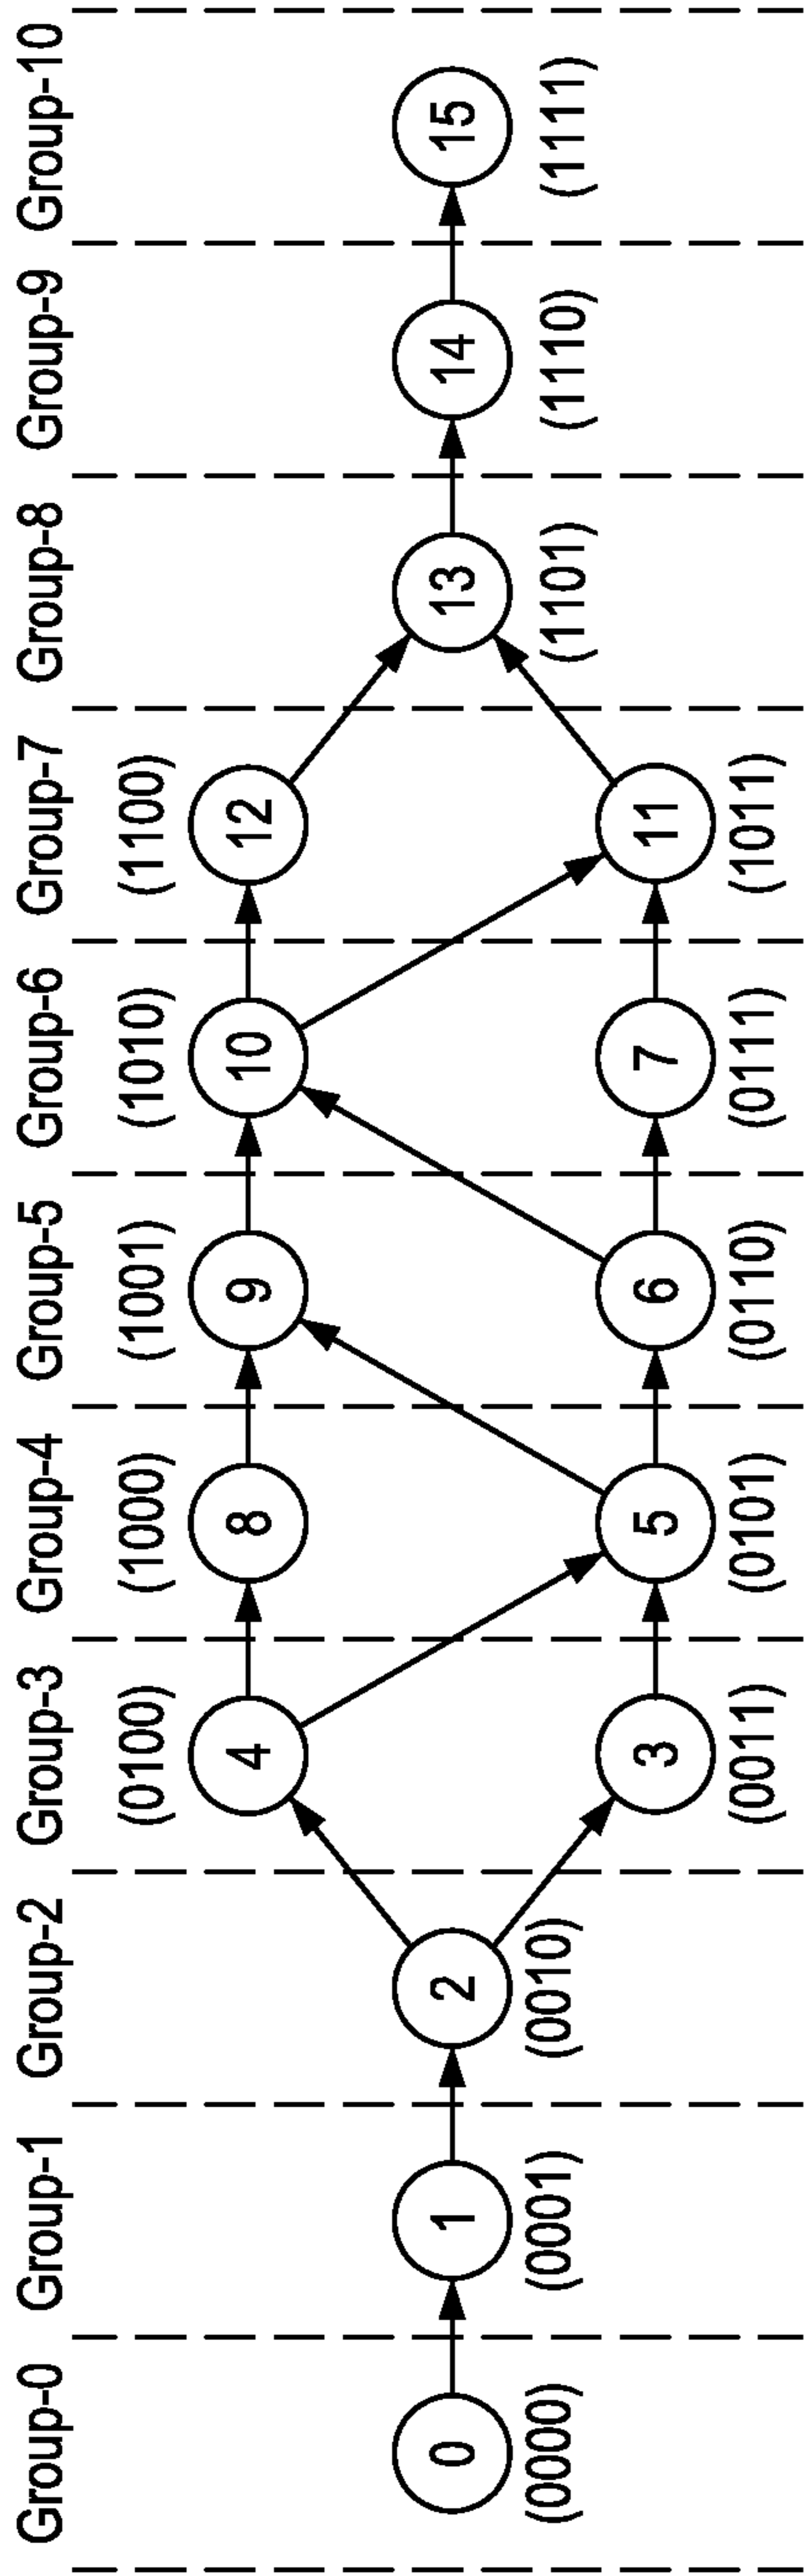 Group-0 Group-1 Group-2 Group-3 Group-4 Group-5 Group-6 Group-7 Group-8 Group-9 Group-10
(0100) (1000) (1001) (1010) (1100)
4 8 9 10 12
0 1 2 13 14 15
(0000) (0001) (0010) (1101) (1110) (1111)
3 5 6 7 11
(0011) (0101) (0110) (0111) (1011)